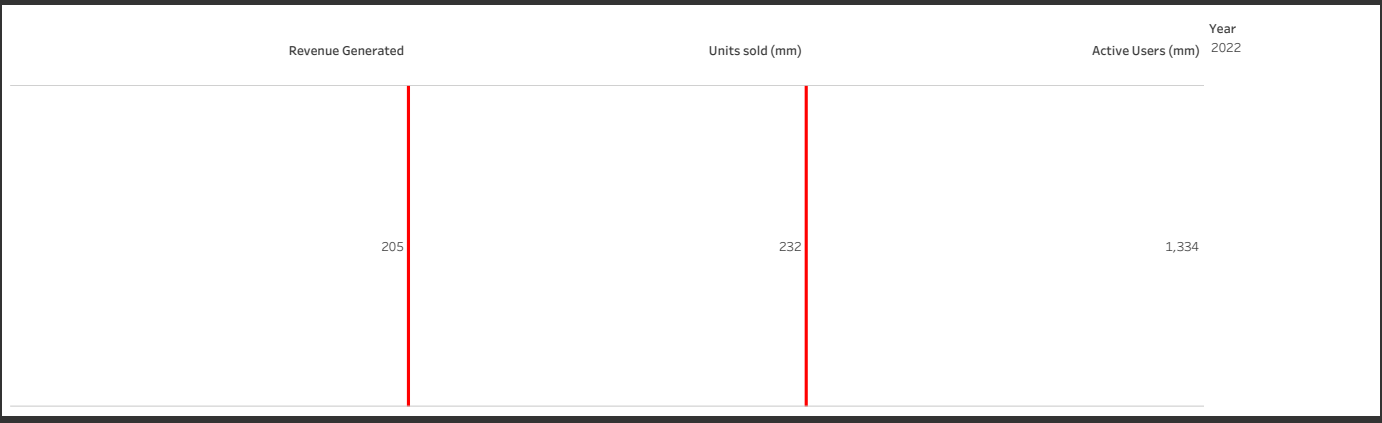 Revenue Generated Units sold (mm) Active Users (mm)
Year
2022
205 232 1,334